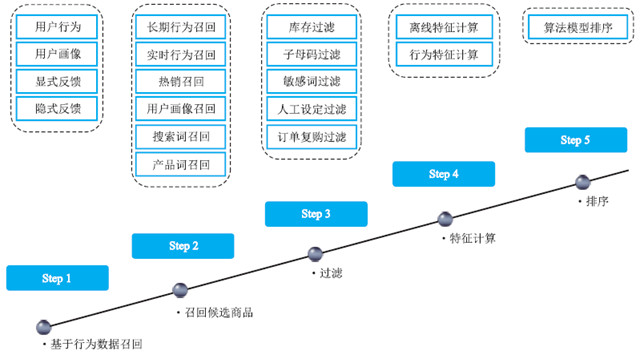 用户行为
用户画像
显式反馈
隐式反馈
长期行为召回
实时行为召回
热销召回
用户画像召回
搜索词召回
产品词召回
库存过滤
子母码过滤
敏感词过滤
人工设定过滤
订单复购过滤
离线特征计算
行为特征计算
算法模型排序
Step 1
•基于行为数据召回
Step 2
•召回候选商品
Step 3
•过滤
Step 4
•特征计算
Step 5
•排序